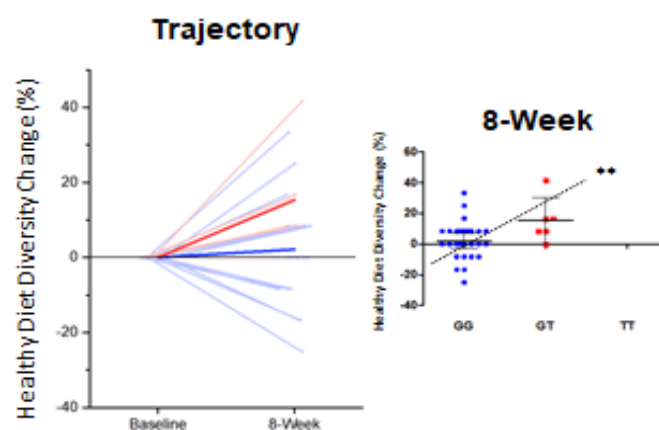 Trajectory
Healthy Diet Diversity Change (%)
40
20
0
-20
-40
Baseline
8-Week
8-Week
Healthy Diet Diversity Change (%)
60
40
20
0
-20
-40
**
GG
GT
TT